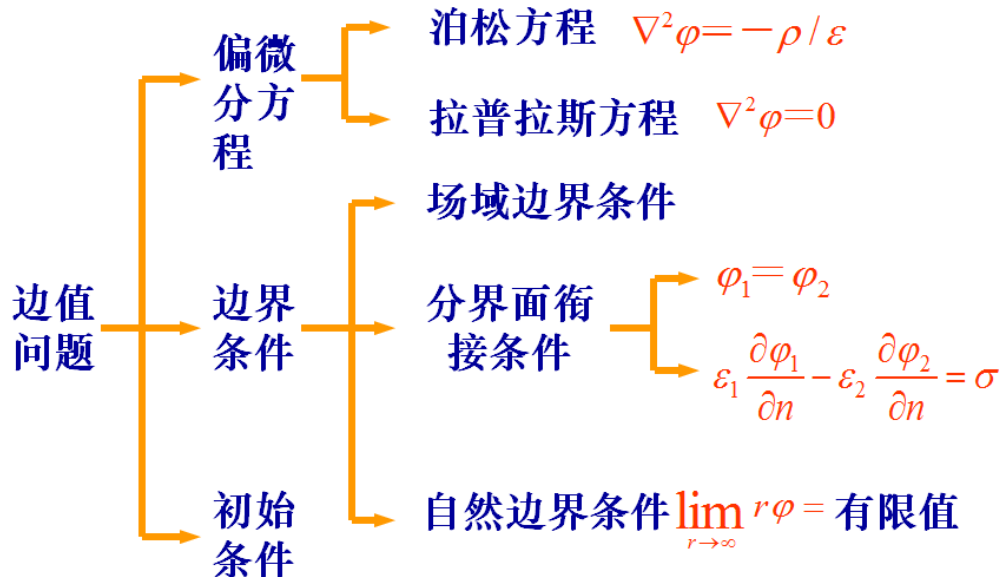 偏微
分方
程
泊松方程 ∇²φ=－ρ/ε
拉普拉斯方程 ∇²φ=0
边值
问题
边界
条件
场域边界条件
分界面衔
接条件
φ₁=φ₂
ε₁ ∂φ₁/∂n － ε₂ ∂φ₂/∂n = σ
自然边界条件 lim r→∞ rφ= 有限值
初始
条件